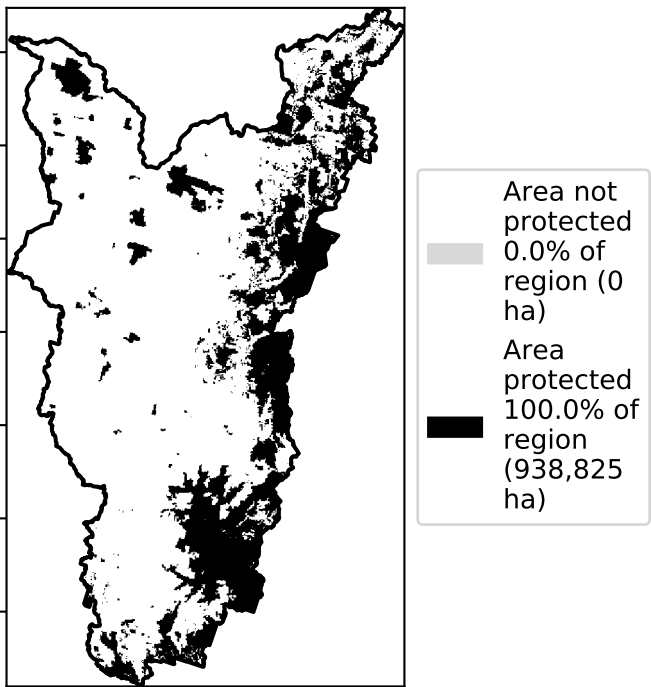 Area not
protected
0.0% of
region (0
ha)
Area
protected
100.0% of
region
(938,825
ha)